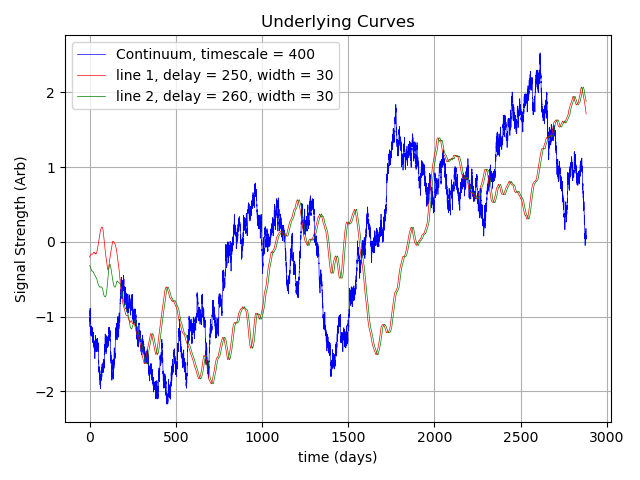 Underlying Curves
Continuum, timescale = 400
line 1, delay = 250, width = 30
line 2, delay = 260, width = 30
Signal Strength (Arb)
2
1
0
−1
−2
0 500 1000 1500 2000 2500 3000
time (days)